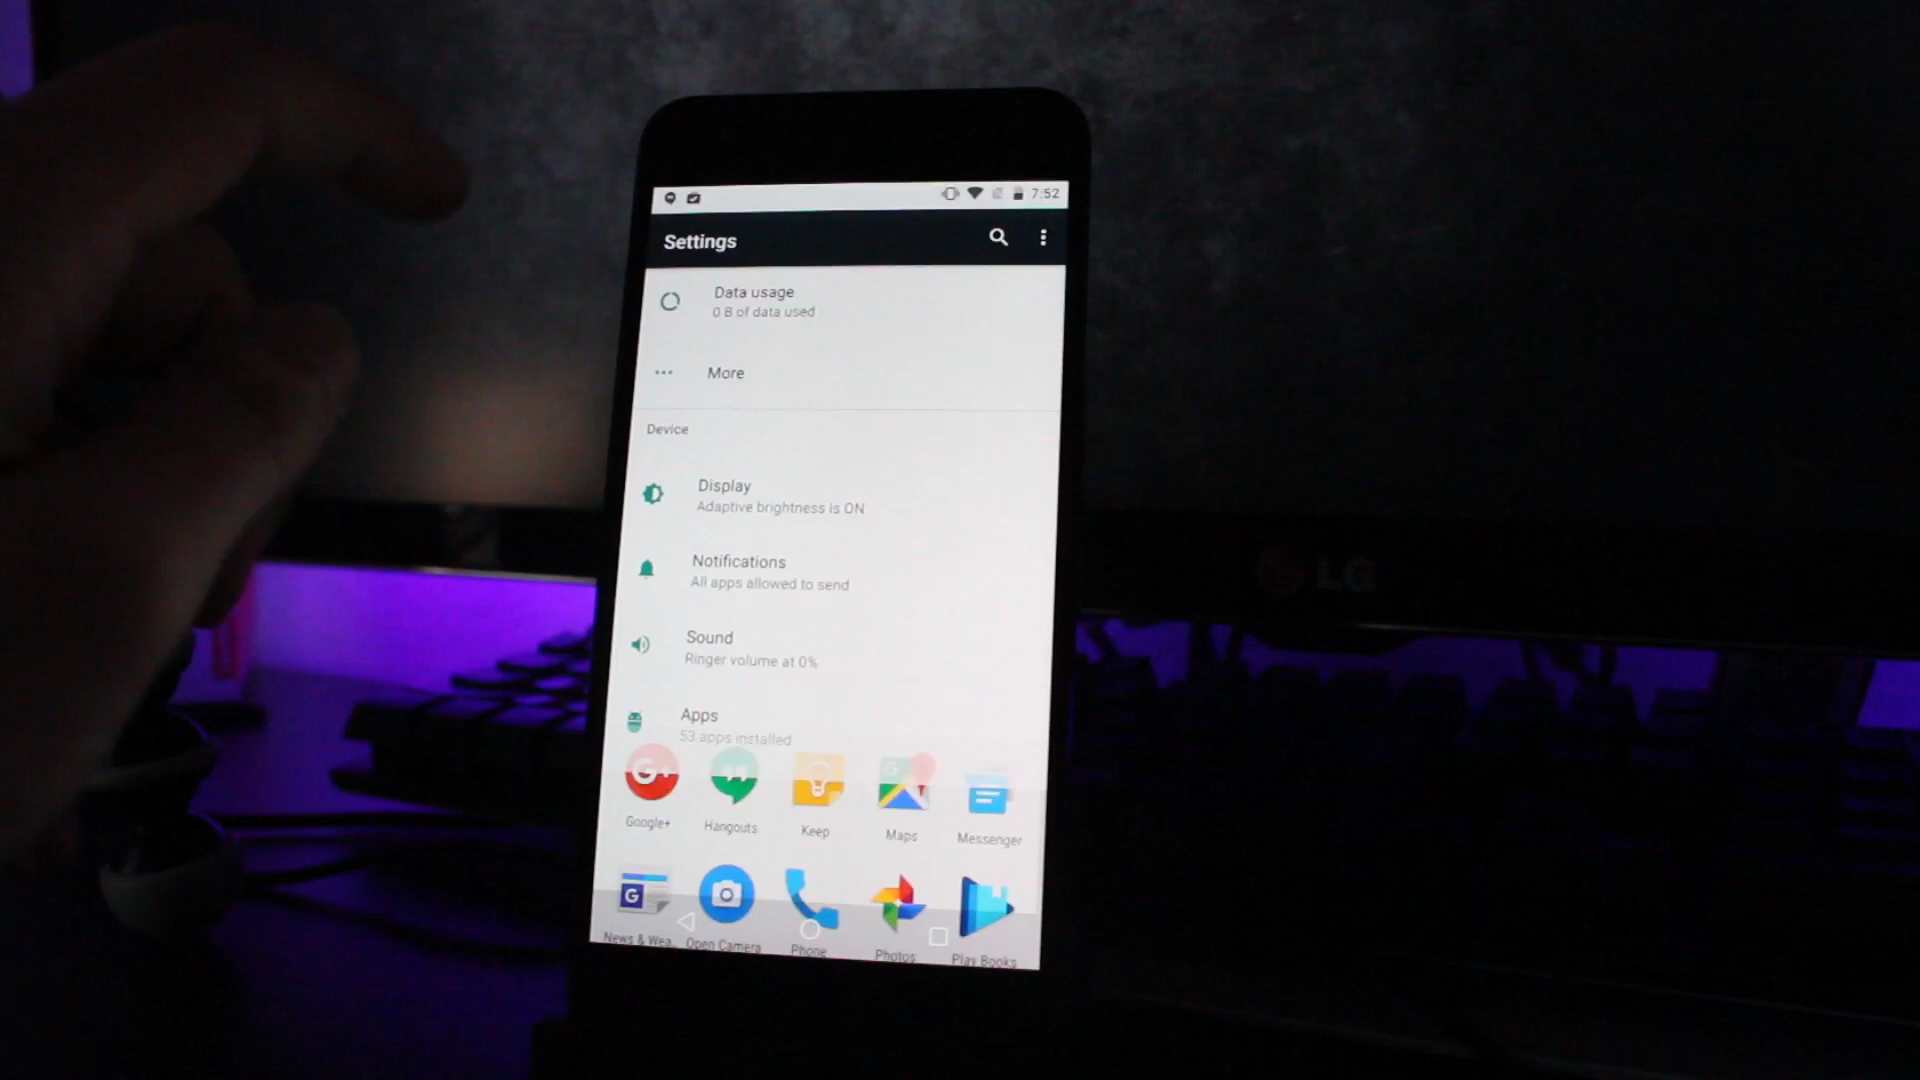 7:52
Settings
Data usage
0 B of data used
More
Device
Display
Adaptive brightness is ON
Notifications
All apps allowed to send
Sound
Ringer volume at 0%
Apps
53 apps installed
G+
Google+ Hangouts Keep Maps Messenger
G
News & Wea... Open Camera Phone Photos Play Books
LG